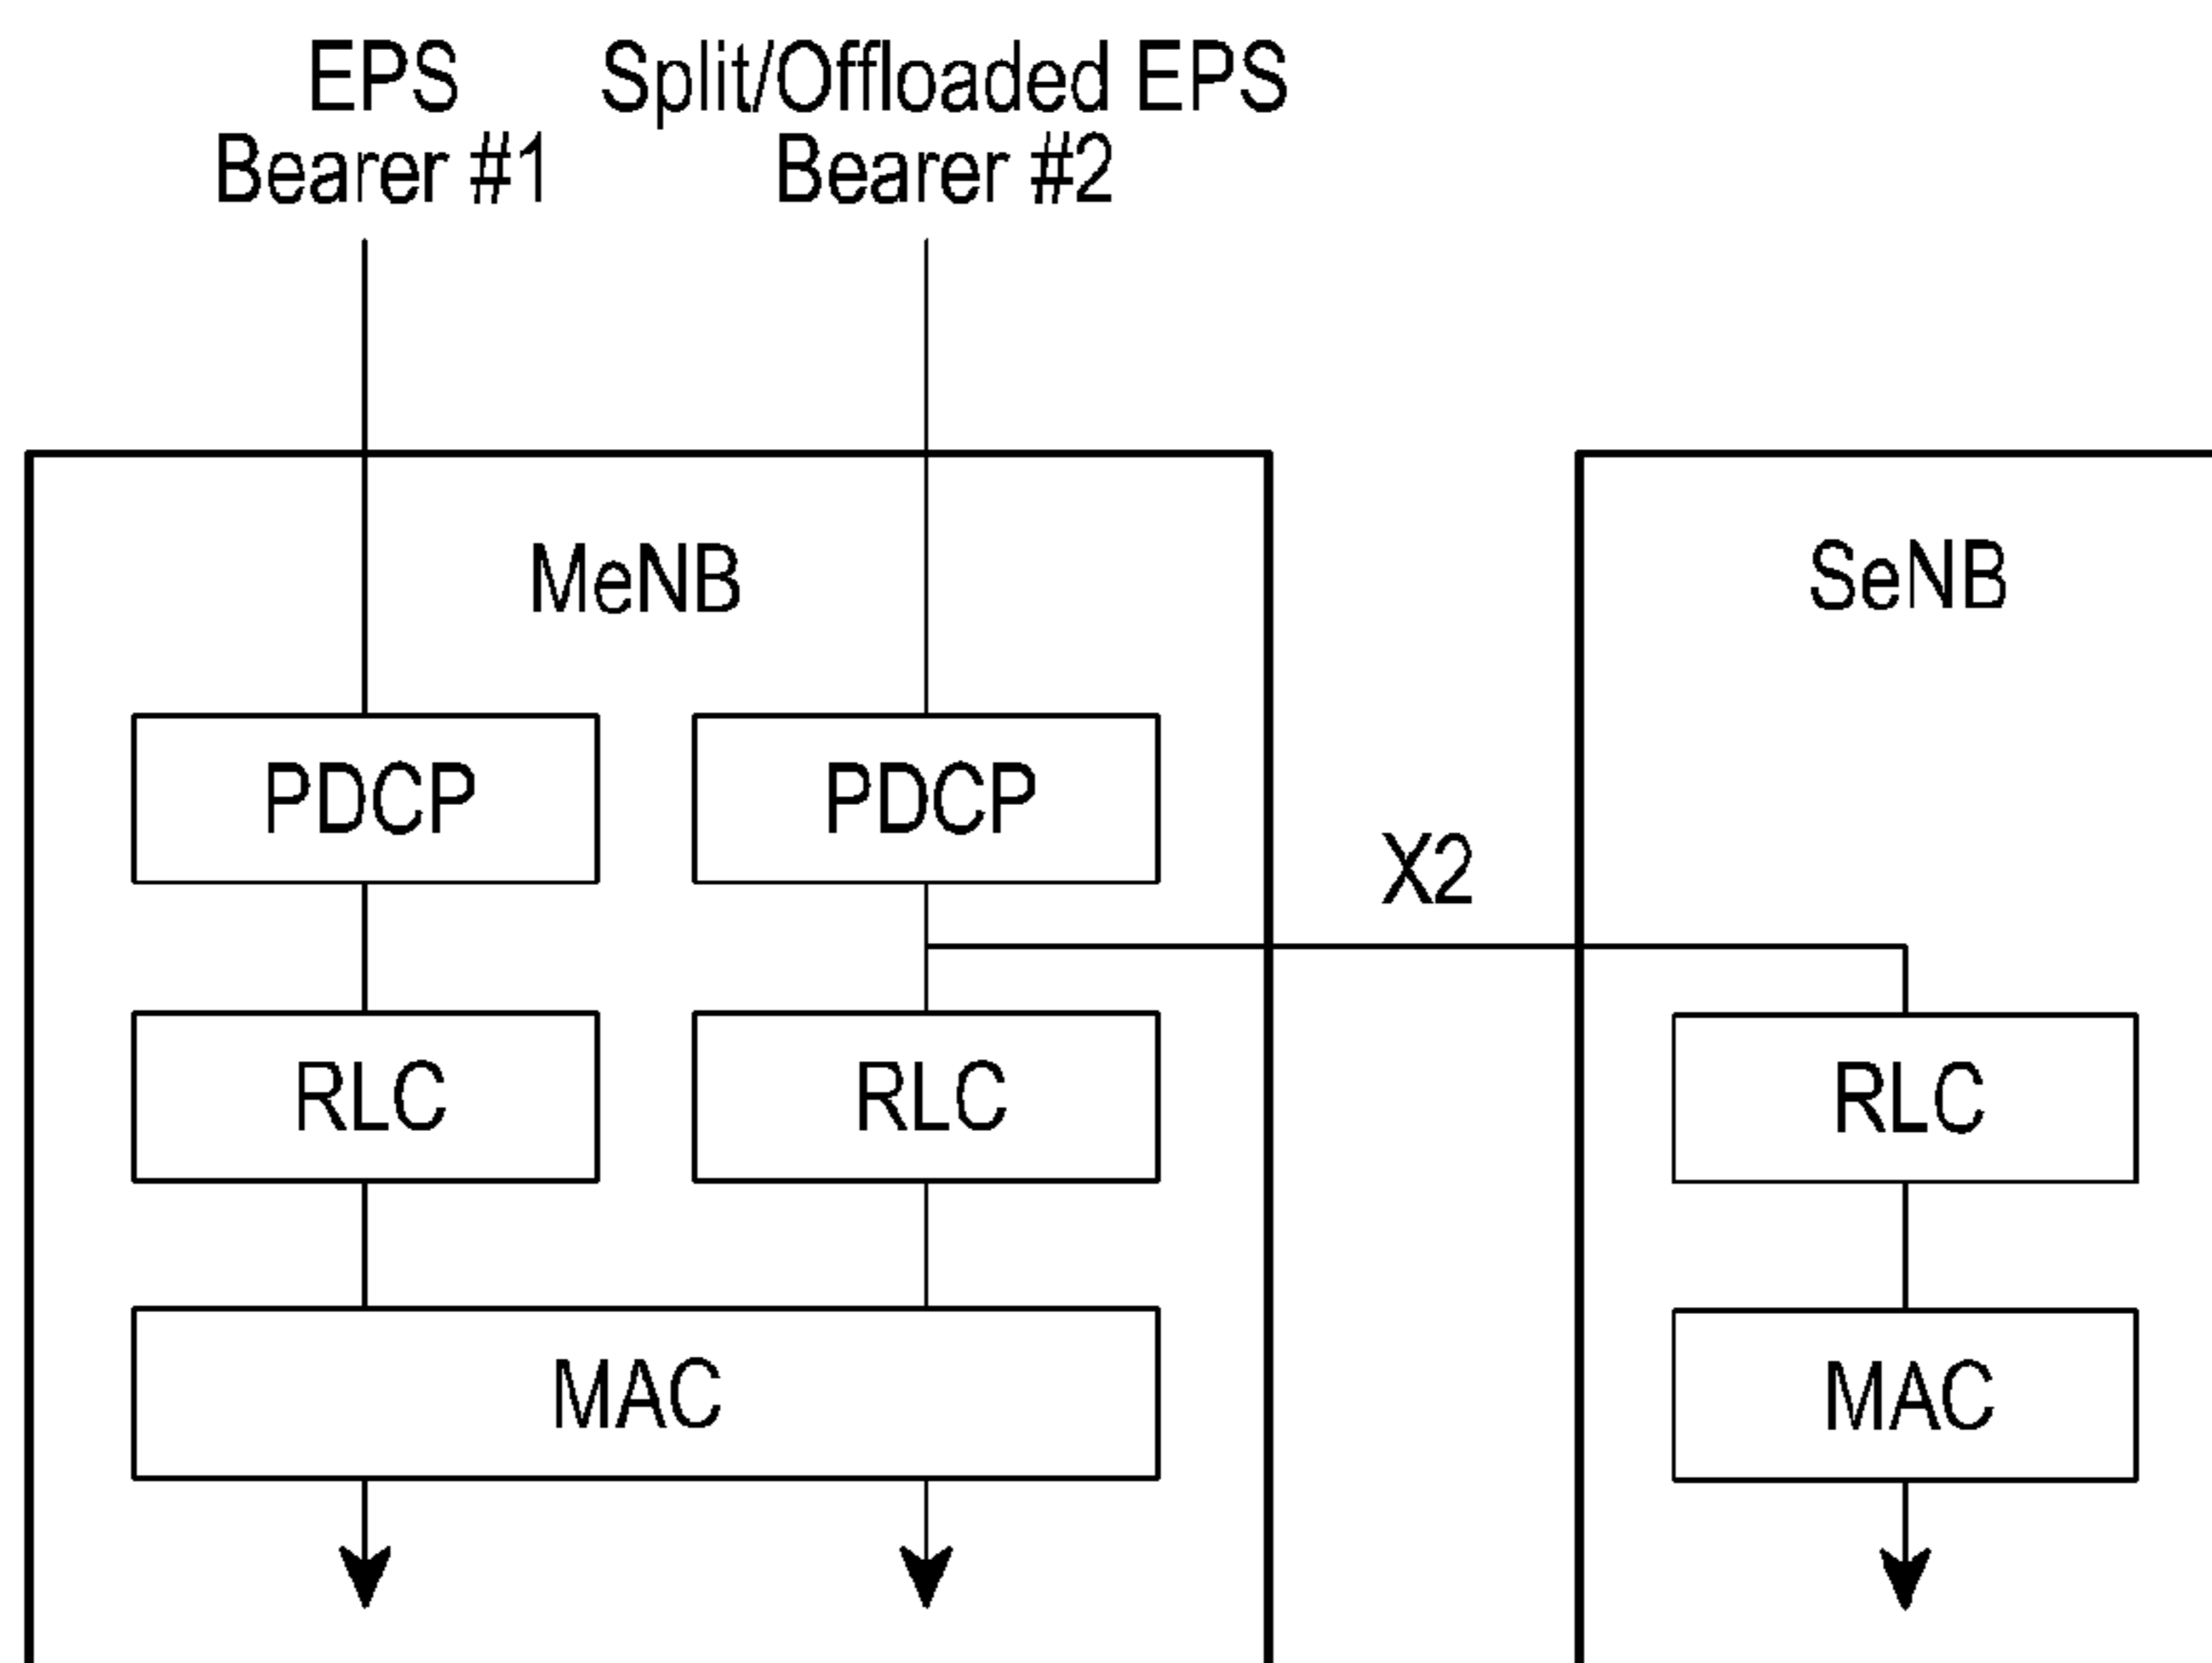 EPS
Bearer #1
Split/Offloaded EPS
Bearer #2
MeNB
SeNB
PDCP
PDCP
X2
RLC
RLC
RLC
MAC
MAC